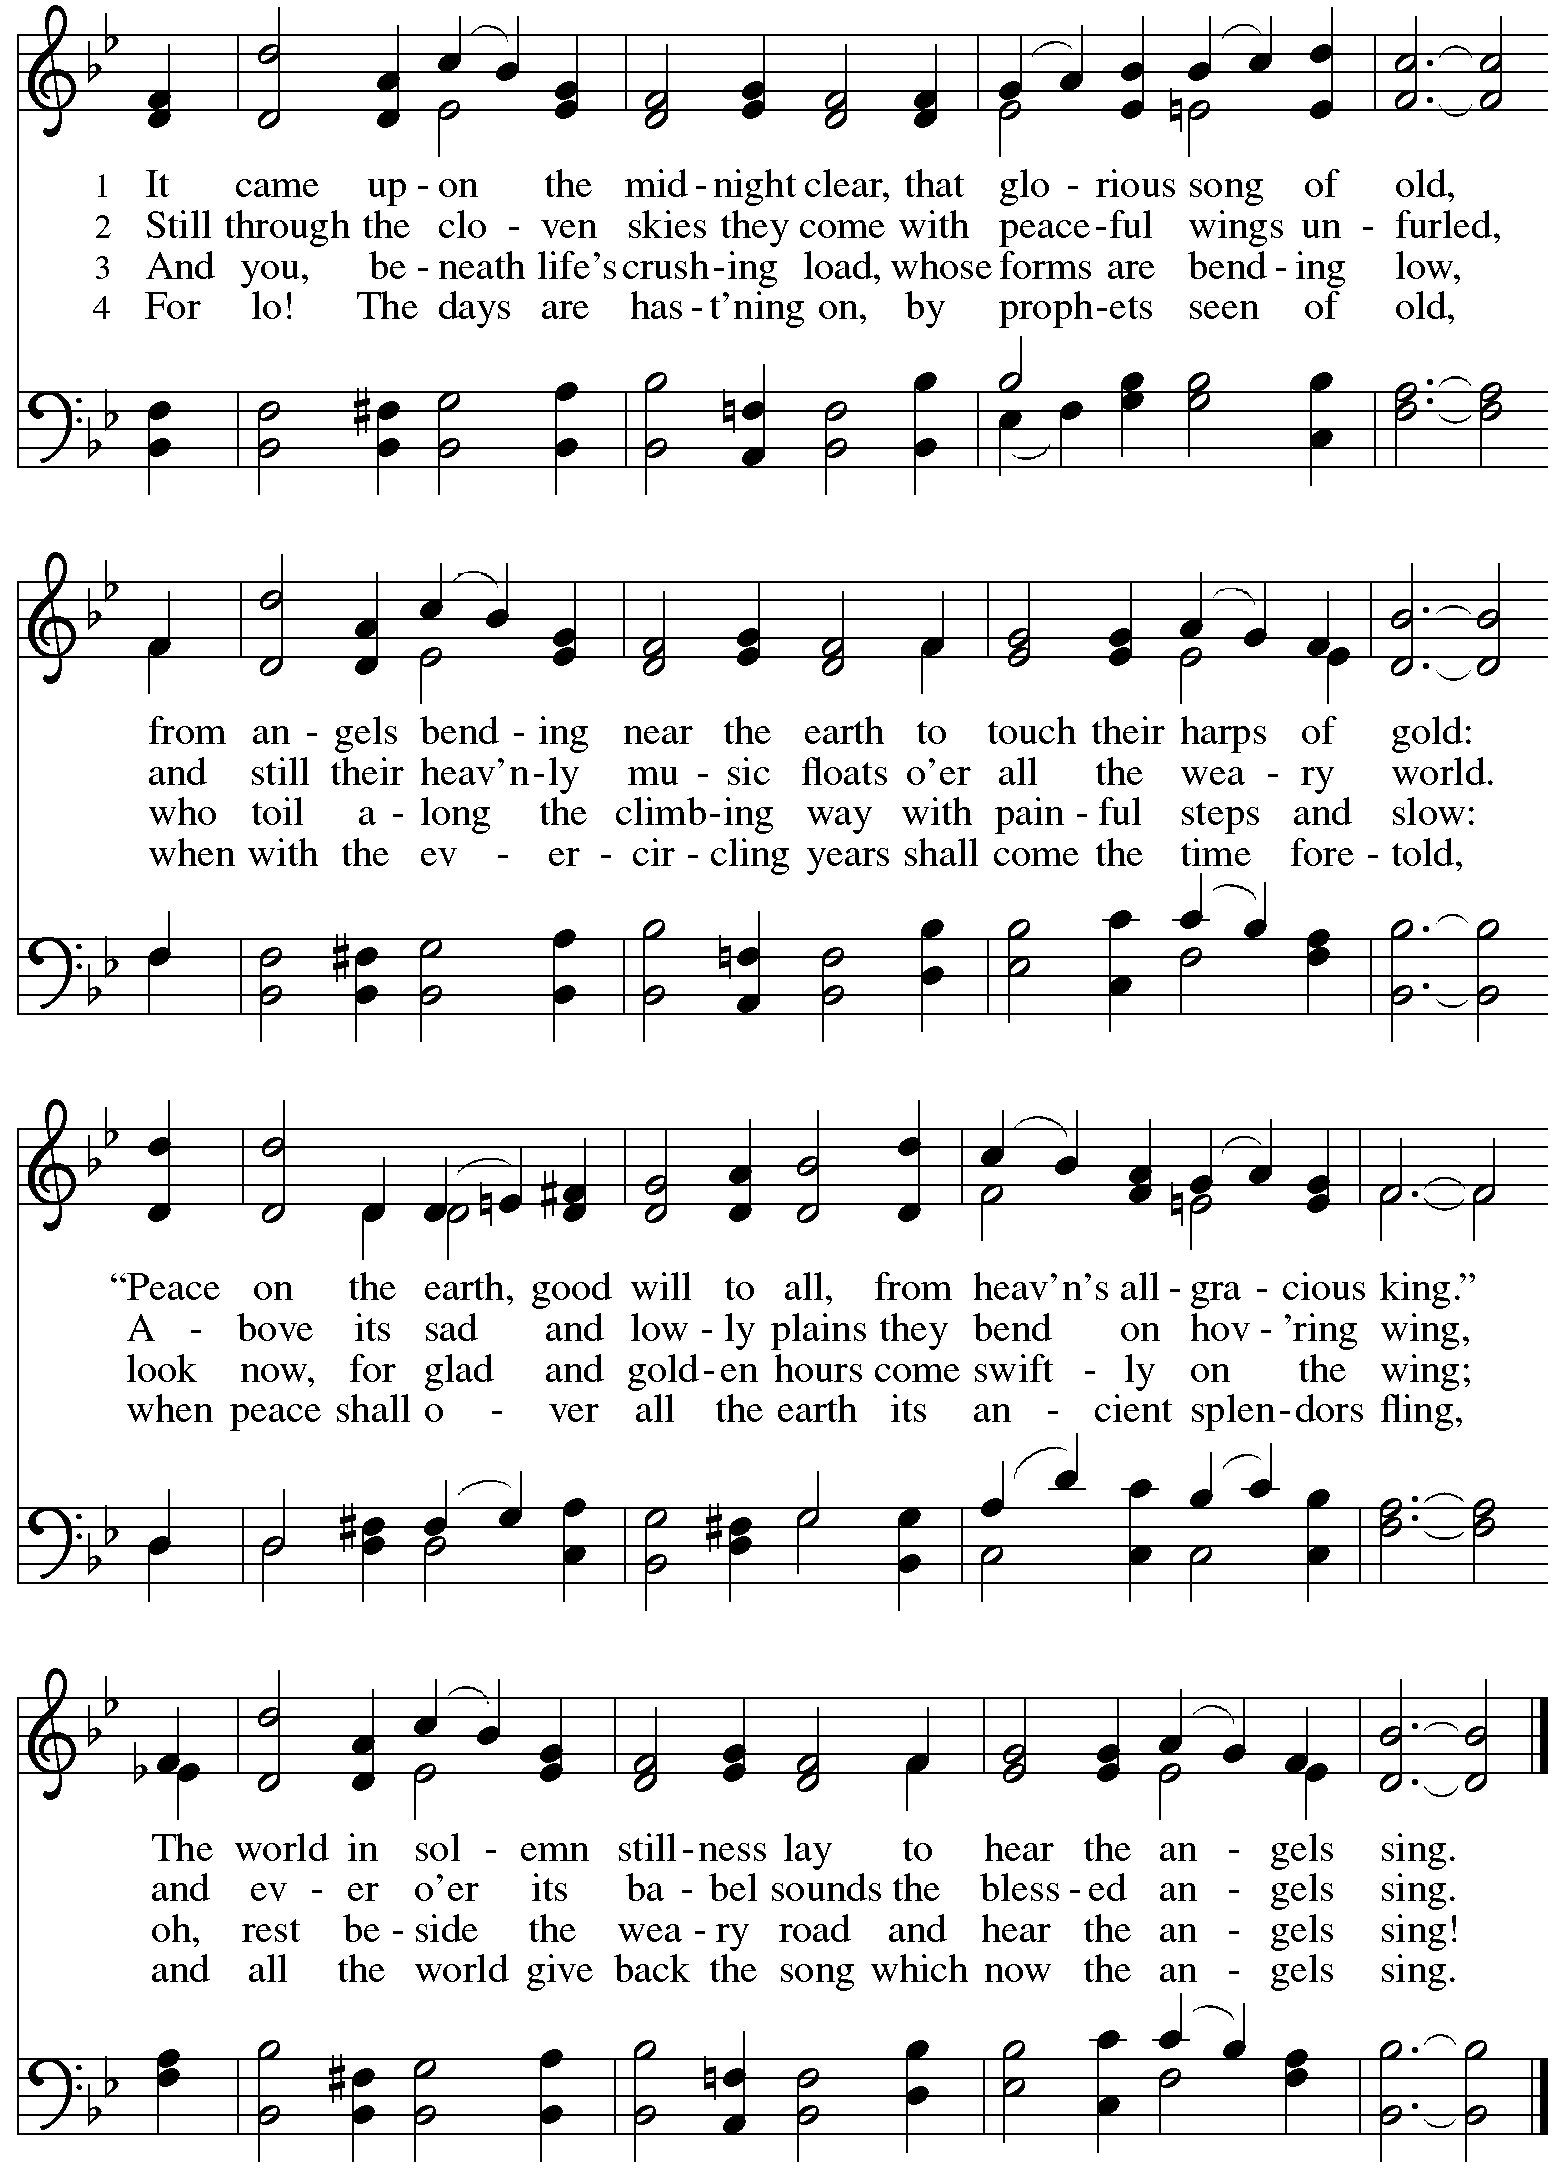 1 It came up - on the mid - night clear, that glo - rious song of old,
2 Still through the clo - ven skies they come with peace - ful wings un - furled,
3 And you, be - neath life's crush - ing load, whose forms are bend - ing low,
4 For lo! The days are has - t'ning on, by proph - ets seen of old,
from an - gels bend - ing near the earth to touch their harps of gold:
and still their heav'n - ly mu - sic floats o'er all the wea - ry world.
who toil a - long the climb - ing way with pain - ful steps and slow:
when with the ev - er - cir - cling years shall come the time fore - told,
“Peace on the earth, good will to all, from heav'n's all - gra - cious king.”
A - bove its sad and low - ly plains they bend on hov - 'ring wing,
look now, for glad and gold - en hours come swift - ly on the wing;
when peace shall o - ver all the earth its an - cient splen - dors fling,
The world in sol - emn still - ness lay to hear the an - gels sing.
and ev - er o'er its ba - bel sounds the bless - ed an - gels sing.
oh, rest be - side the wea - ry road and hear the an - gels sing!
and all the world give back the song which now the an - gels sing.